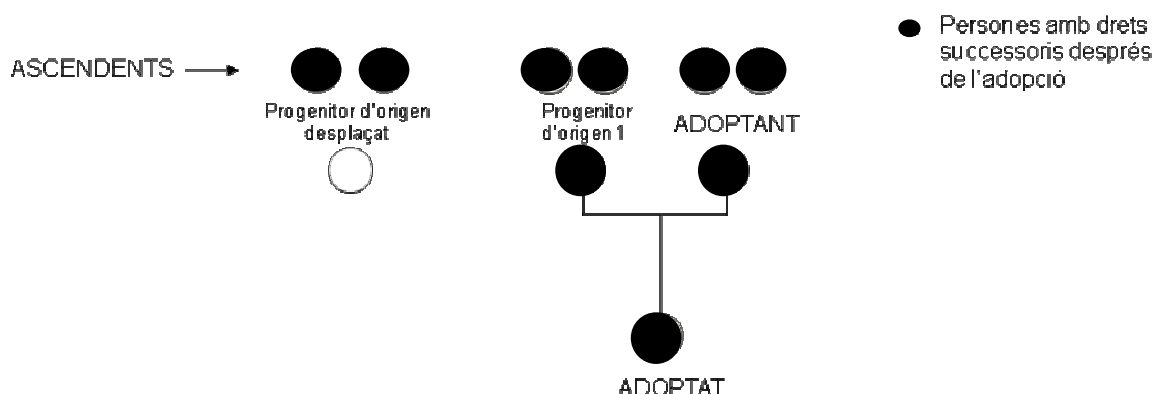 ASCENDENTS
Progenitor d'origen
desplaçat
Progenitor
d'origen 1
ADOPTANT
Persones amb drets
successoris després
de l'adopció
ADOPTAT